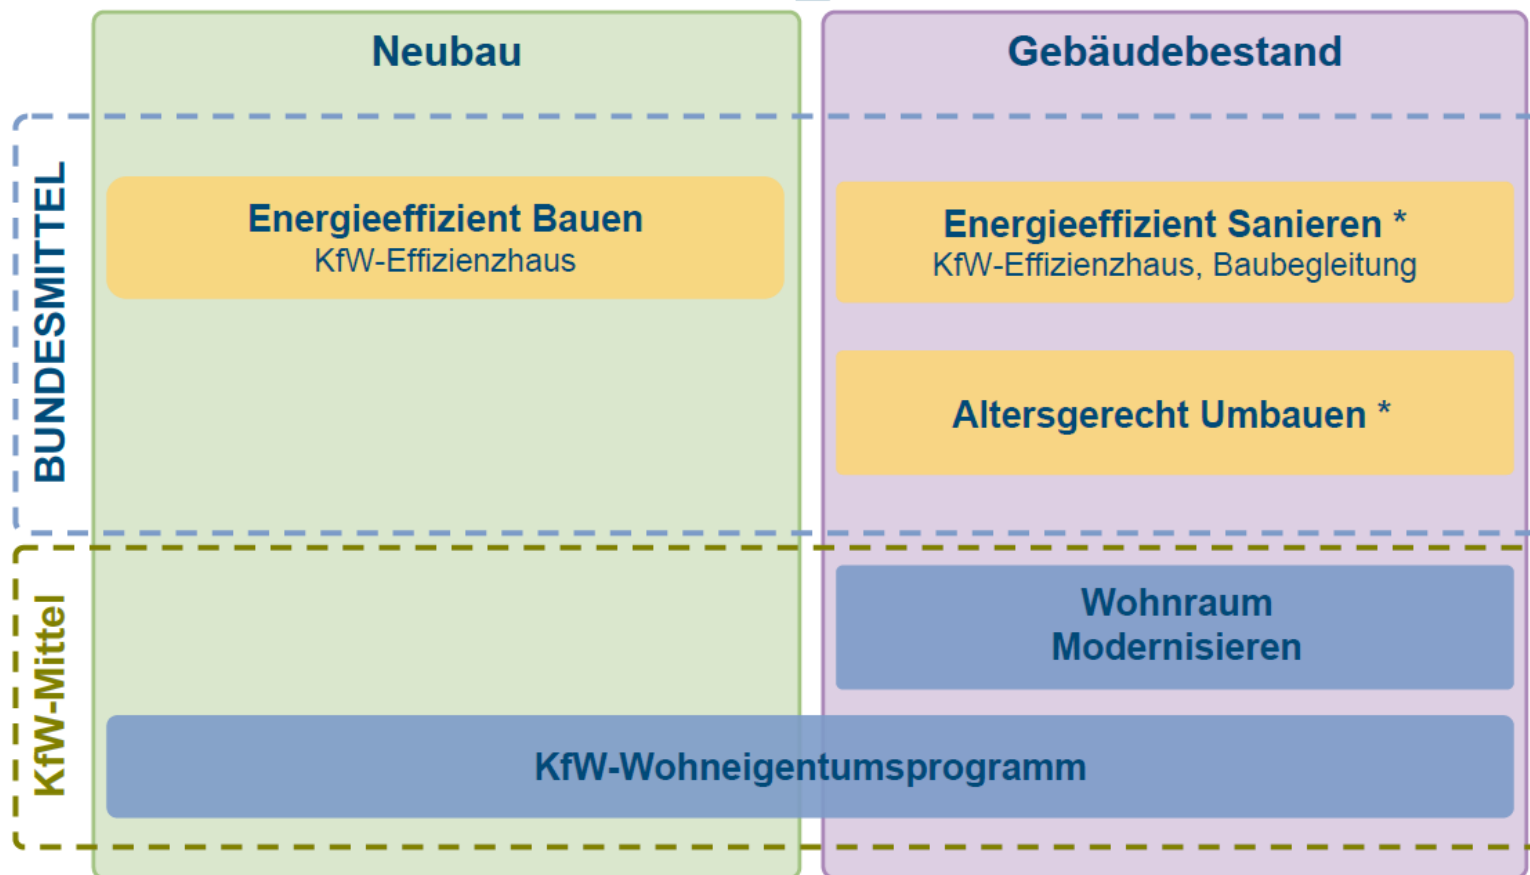 Neubau
Gebäudebestand
BUNDESMITTEL
Energieeffizient Bauen
KfW-Effizienzhaus
Energieeffizient Sanieren *
KfW-Effizienzhaus, Baubegleitung
Altersgerecht Umbauen *
KfW-Mittel
Wohnraum
Modernisieren
KfW-Wohneigentumsprogramm